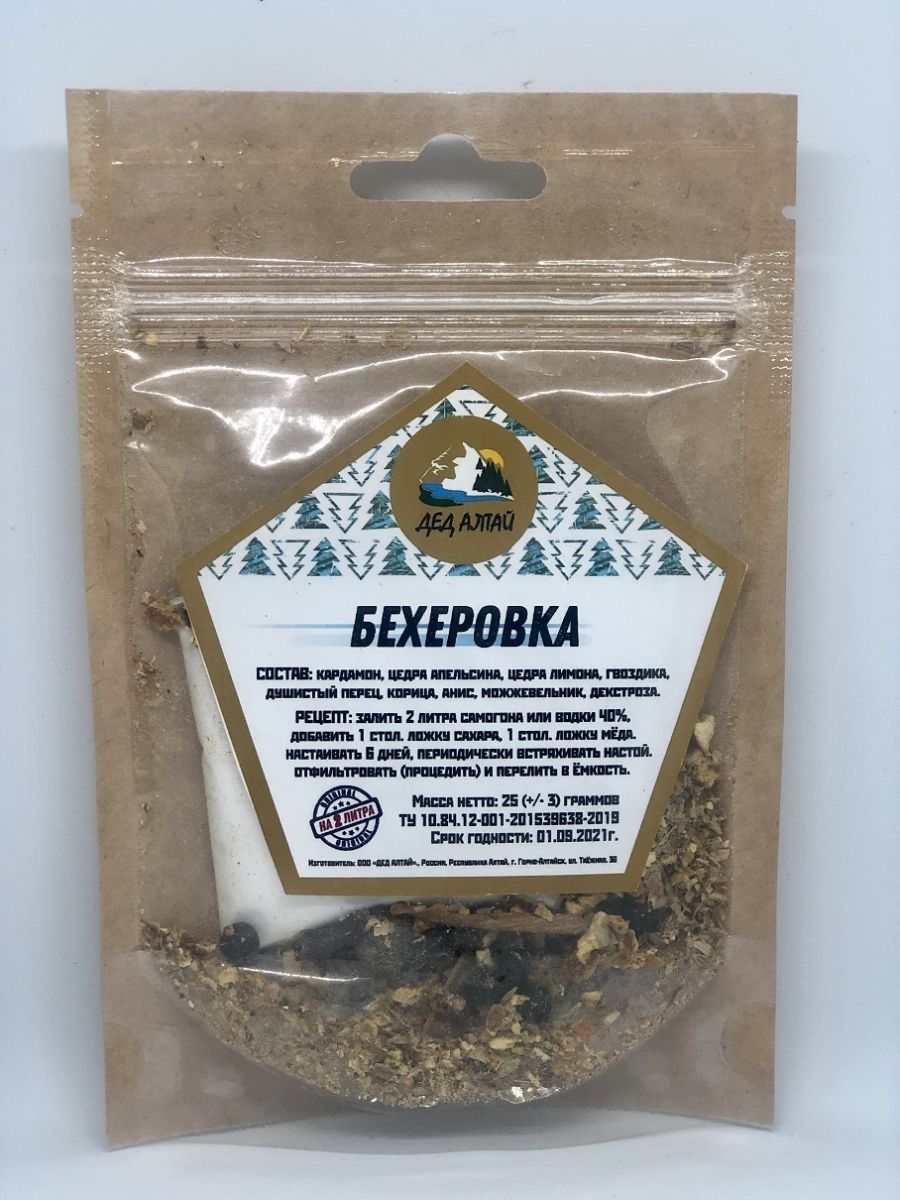 ДЕД АЛТАЙ
БЕХЕРОВКА
СОСТАВ: КАРДАМОН, ЦЕДРА АПЕЛЬСИНА, ЦЕДРА ЛИМОНА, ГВОЗДИКА,
ДУШИСТЫЙ ПЕРЕЦ, КОРИЦА, АНИС, МОЖЖЕВЕЛЬНИК, ДЕКСТРОЗА.
РЕЦЕПТ: ЗАЛИТЬ 2 ЛИТРА САМОГОНА ИЛИ ВОДКИ 40%,
ДОБАВИТЬ 1 СТОЛ. ЛОЖКУ САХАРА, 1 СТОЛ. ЛОЖКУ МЁДА.
НАСТАИВАТЬ 6 ДНЕЙ, ПЕРИОДИЧЕСКИ ВСТРЯХИВАТЬ НАСТОЙ.
ОТФИЛЬТРОВАТЬ (ПРОЦЕДИТЬ) И ПЕРЕЛИТЬ В ЁМКОСТЬ.
ORIGINAL
НА 2 ЛИТРА
ORIGINAL
МАССА НЕТТО: 25 (+/- 3) ГРАММОВ
ТУ 10.84.12-001-201539638-2019
СРОК ГОДНОСТИ: 01.09.2021г.
ИЗГОТОВИТЕЛЬ: ООО «ДЕД АЛТАЙ»., РОССИЯ, РЕСПУБЛИКА АЛТАЙ, Г. ГОРНО-АЛТАЙСК, УЛ. ТАЁЖНАЯ, 36